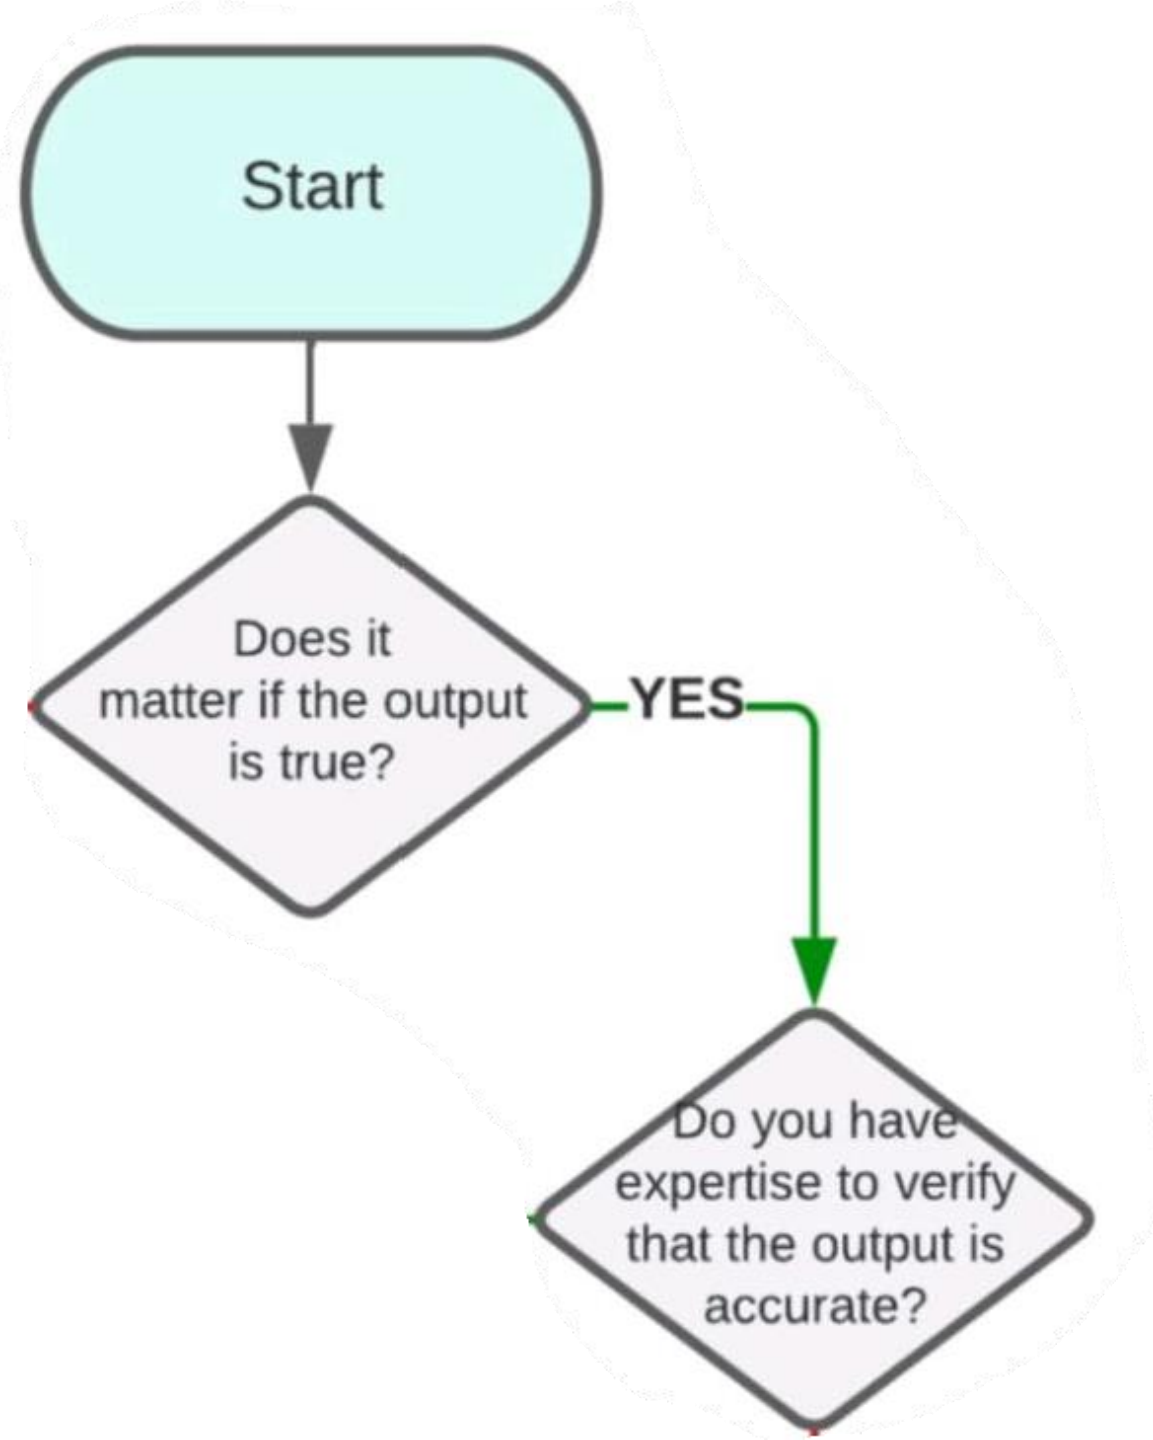 Start
Does it
matter if the output
is true?
YES
Do you have
expertise to verify
that the output is
accurate?